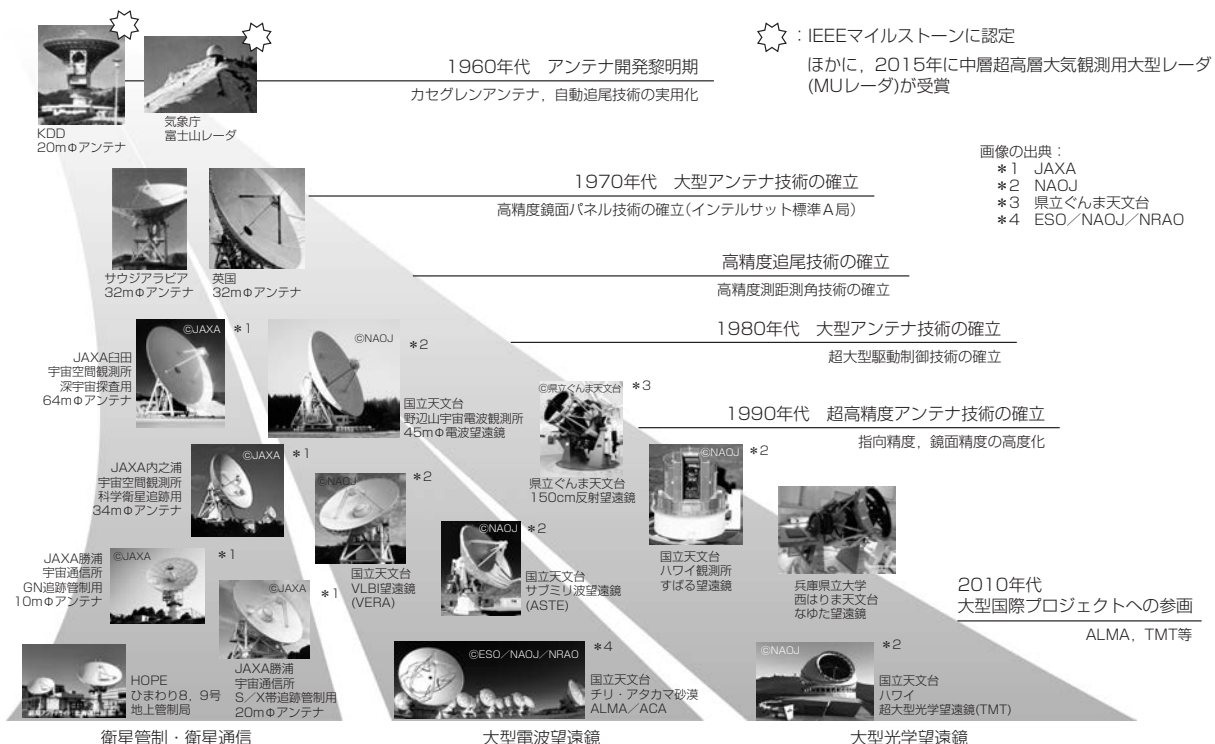 ：IEEEマイルストーンに認定
ほかに，2015年に中層超高層大気観測用大型レーダ
(MUレーダ)が受賞
KDD
20mΦアンテナ
気象庁
富士山レーダ
1960年代　アンテナ開発黎明期
カセグレンアンテナ，自動追尾技術の実用化
画像の出典：
＊1　JAXA
＊2　NAOJ
＊3　県立ぐんま天文台
＊4　ESO／NAOJ／NRAO
1970年代　大型アンテナ技術の確立
高精度鏡面パネル技術の確立(インテルサット標準A局)
サウジアラビア
32mΦアンテナ
英国
32mΦアンテナ
高精度追尾技術の確立
高精度測距測角技術の確立
1980年代　大型アンテナ技術の確立
超大型駆動制御技術の確立
©JAXA
＊1
JAXA臼田
宇宙空間観測所
深宇宙探査用
64mΦアンテナ
©NAOJ
＊2
国立天文台
野辺山宇宙電波観測所
45mΦ電波望遠鏡
©県立ぐんま天文台
＊3
県立ぐんま天文台
150cm反射望遠鏡
1990年代　超高精度アンテナ技術の確立
指向精度，鏡面精度の高度化
©JAXA
＊1
JAXA内之浦
宇宙空間観測所
科学衛星追跡用
34mΦアンテナ
©NAOJ
＊2
国立天文台
VLBI望遠鏡
(VERA)
©NAOJ
＊2
国立天文台
サブミリ波望遠鏡
(ASTE)
©NAOJ
＊2
国立天文台
ハワイ観測所
すばる望遠鏡
兵庫県立大学
西はりま天文台
なゆた望遠鏡
©JAXA
＊1
JAXA勝浦
宇宙通信所
GN追跡管制用
10mΦアンテナ
©JAXA
＊1
JAXA勝浦
宇宙通信所
S／X帯追跡管制用
20mΦアンテナ
2010年代
大型国際プロジェクトへの参画
ALMA，TMT等
HOPE
ひまわり8，9号
地上管制局
©ESO／NAOJ／NRAO
＊4
国立天文台
チリ・アタカマ砂漠
ALMA／ACA
©NAOJ
＊2
国立天文台
ハワイ
超大型光学望遠鏡(TMT)
衛星管制・衛星通信
大型電波望遠鏡
大型光学望遠鏡